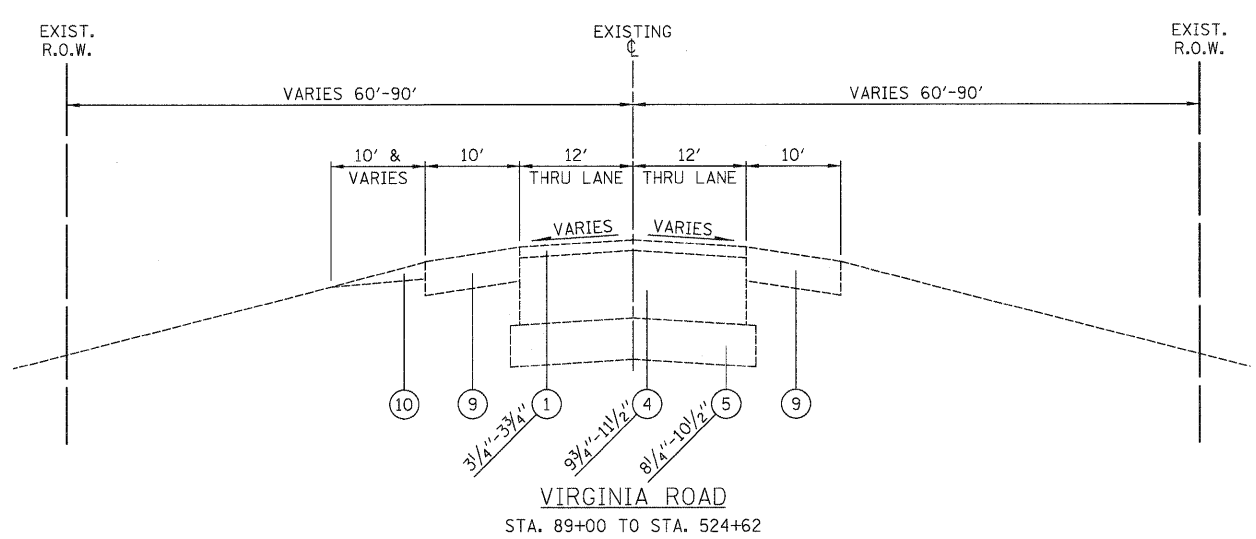 EXIST.
R.O.W.
EXISTING
℄
EXIST.
R.O.W.
VARIES 60'-90'
VARIES 60'-90'
10' &
VARIES
10'
12'
THRU LANE
12'
THRU LANE
10'
VARIES
VARIES
10
9
1
4
5
9
3¼"-3¾"
9¾"-11½"
8¼"-10½"
VIRGINIA ROAD
STA. 89+00 TO STA. 524+62